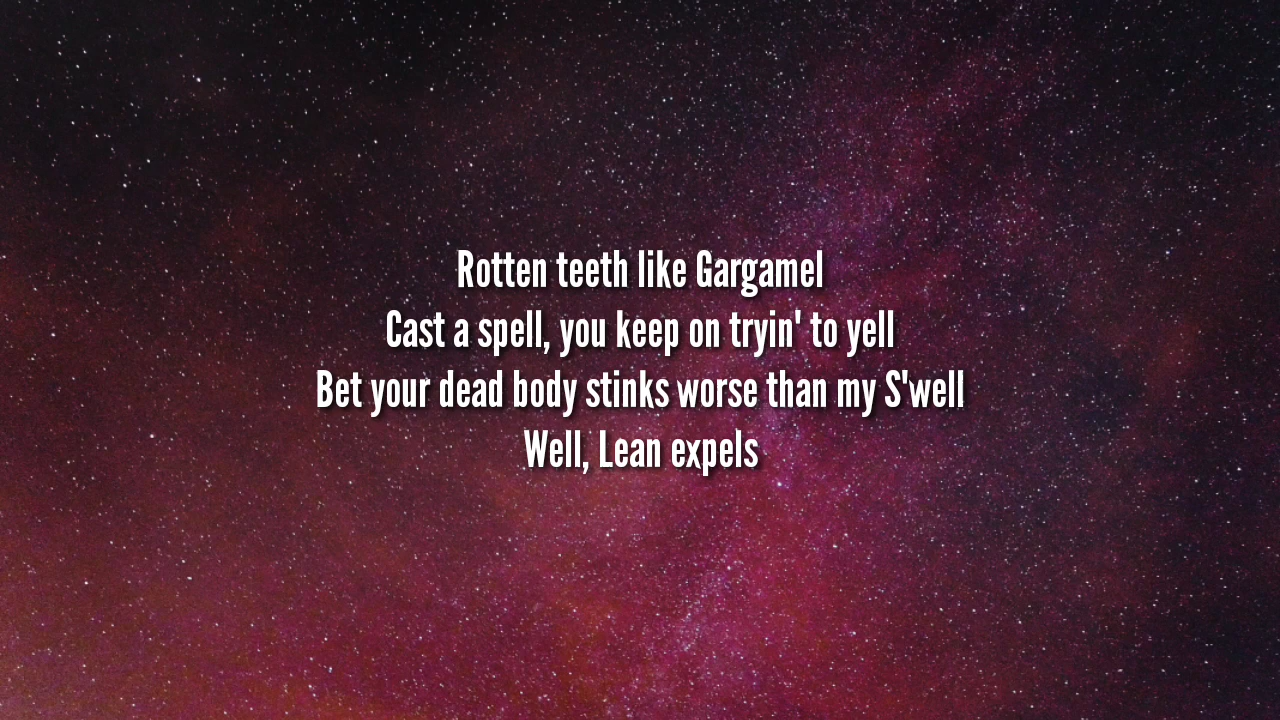 Rotten teeth like Gargamel
Cast a spell, you keep on tryin' to yell
Bet your dead body stinks worse than my S'well
Well, Lean expels